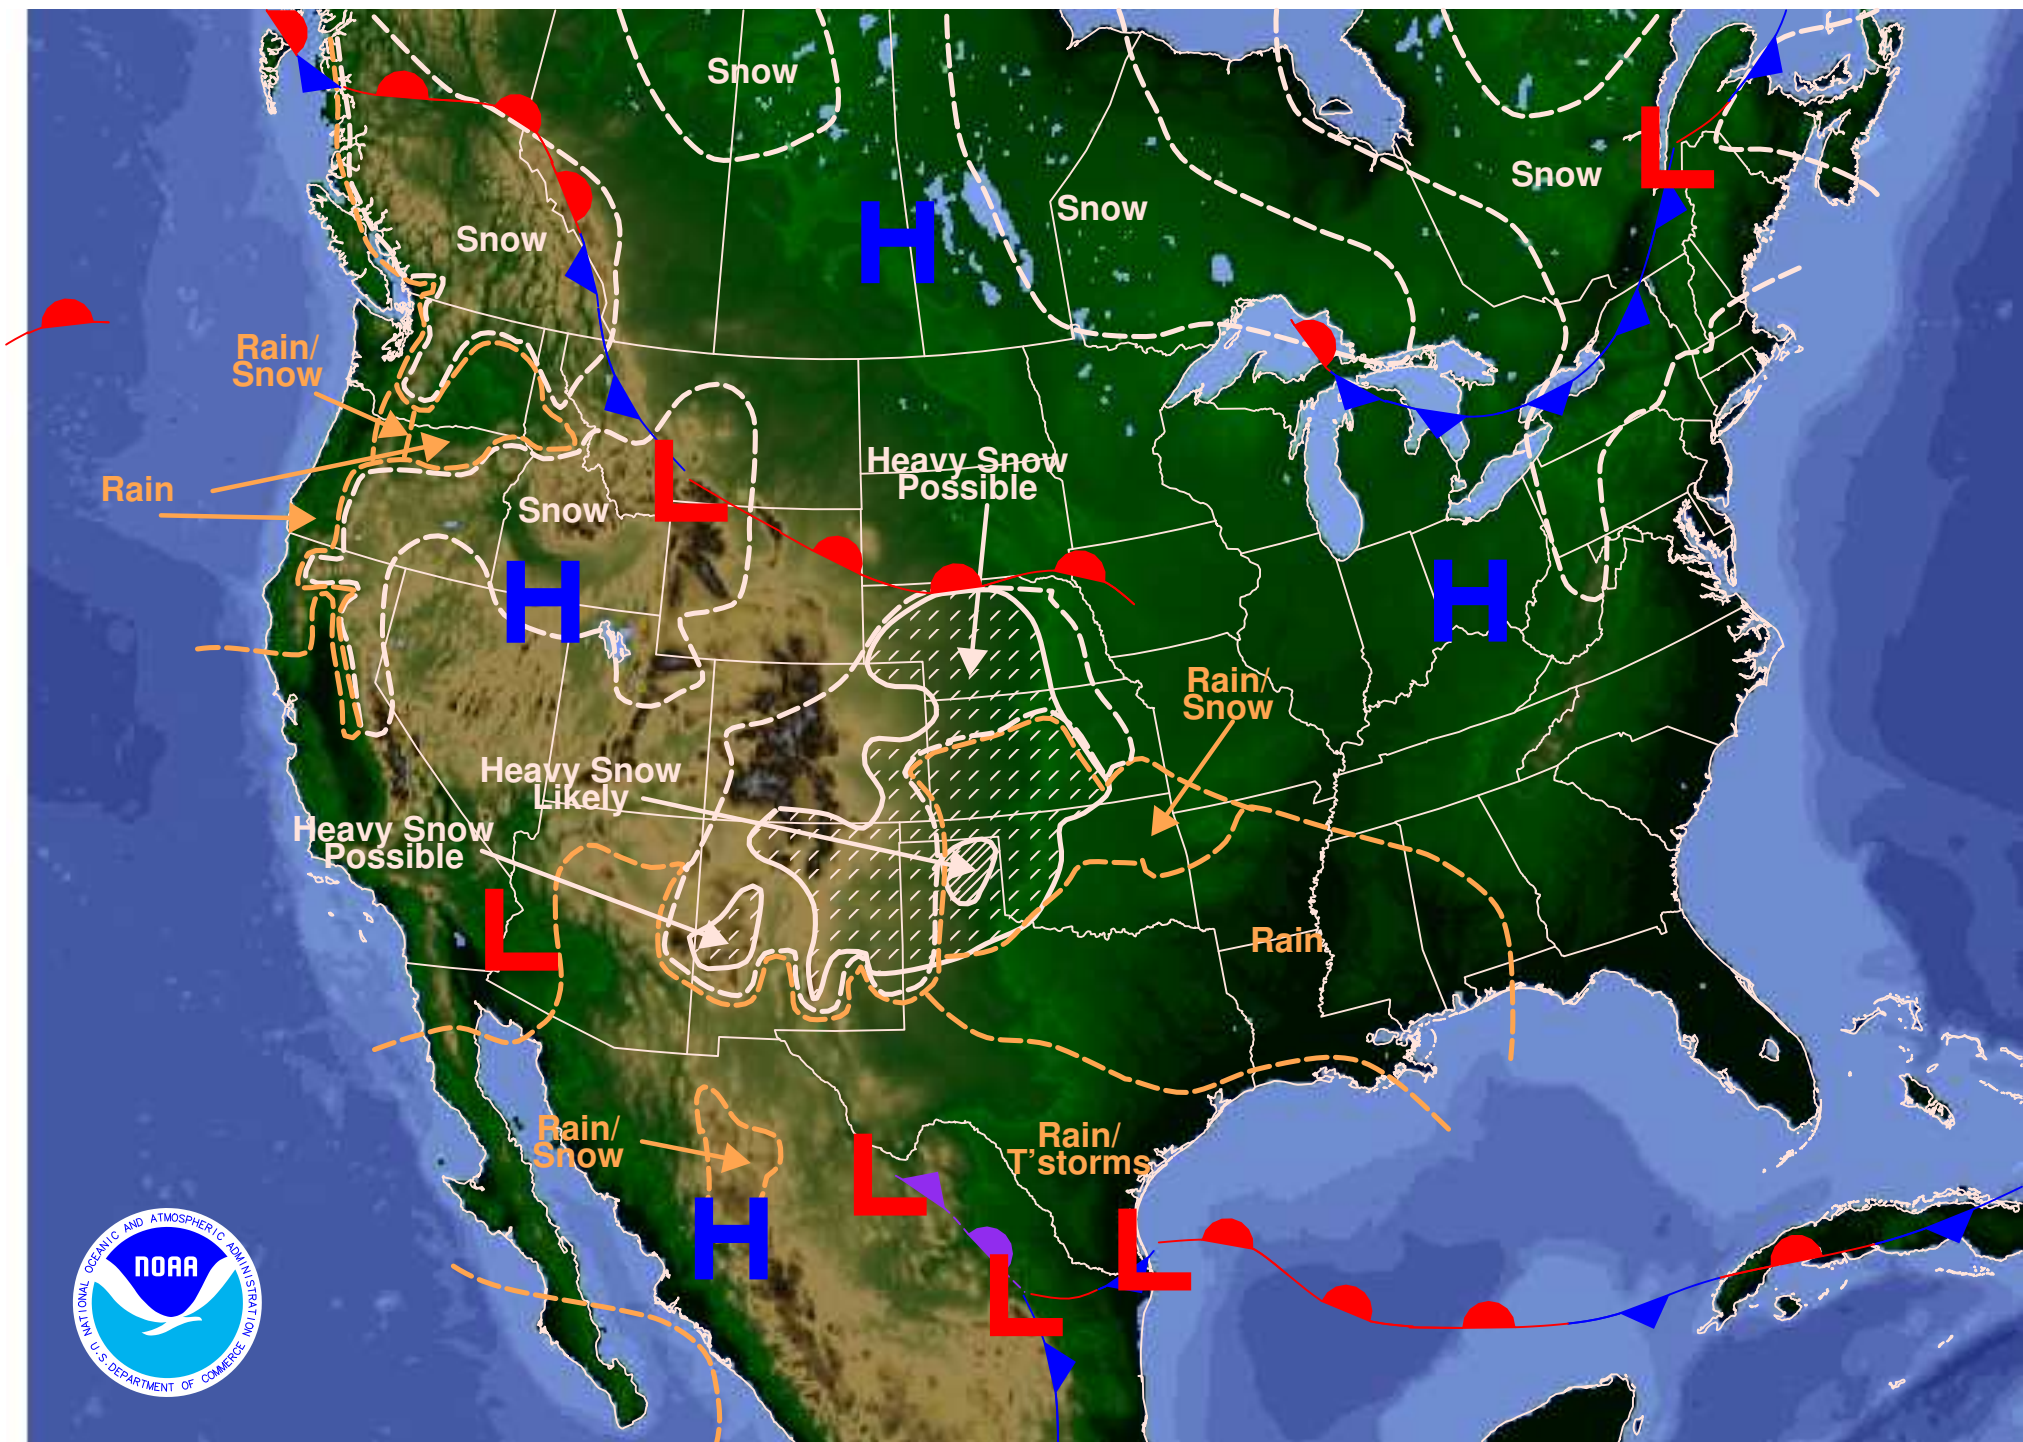 Snow
Snow
Snow
Snow
H
L
Rain/
Snow
Heavy Snow
Possible
Rain
Snow
L
H
H
Rain/
Snow
Heavy Snow
Likely
Heavy Snow
Possible
L
Rain
Rain/
Snow
Rain/
T'storms
L
H
L
L
NATIONAL OCEANIC AND ATMOSPHERIC ADMINISTRATION
NOAA
U.S. DEPARTMENT OF COMMERCE